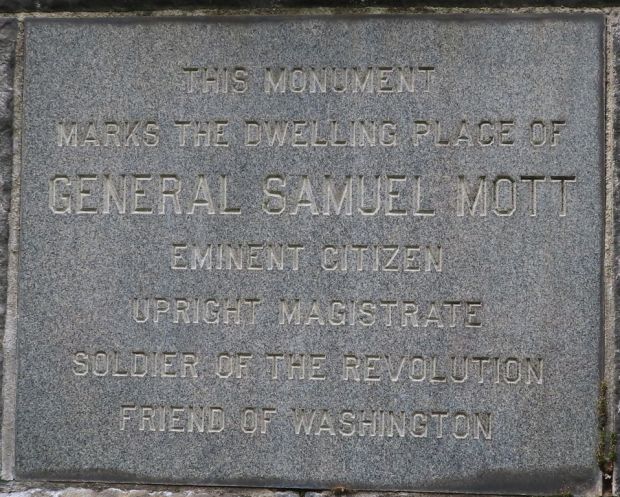 THIS MONUMENT
MARKS THE DWELLING PLACE OF
GENERAL SAMUEL MOTT
EMINENT CITIZEN
UPRIGHT MAGISTRATE
SOLDIER OF THE REVOLUTION
FRIEND OF WASHINGTON